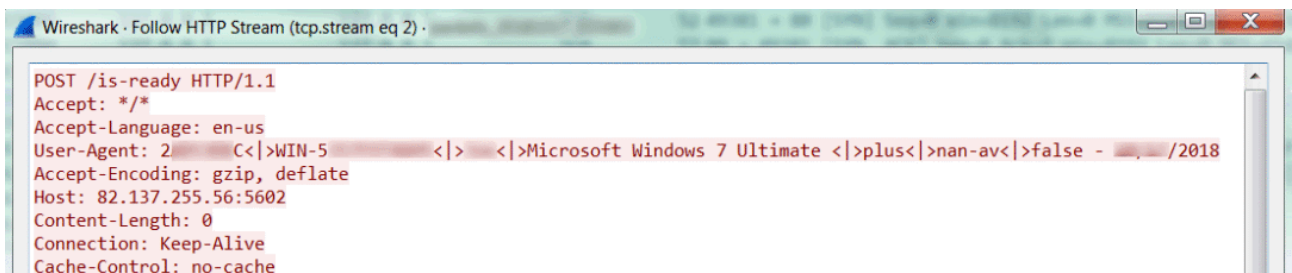 Wireshark · Follow HTTP Stream (tcp.stream eq 2) ·
POST /is-ready HTTP/1.1
Accept: */*
Accept-Language: en-us
User-Agent: 2 C<|>WIN-5 <|> <|>Microsoft Windows 7 Ultimate <|>plus<|>nan-av<|>false - /2018
Accept-Encoding: gzip, deflate
Host: 82.137.255.56:5602
Content-Length: 0
Connection: Keep-Alive
Cache-Control: no-cache